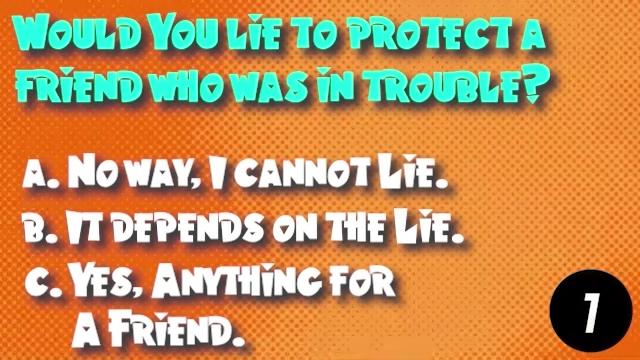 Would You lie to protect a
friend who was in trouble?
A. No way, I cannot Lie.
B. It depends on the Lie.
C. Yes, Anything for
A Friend.
1